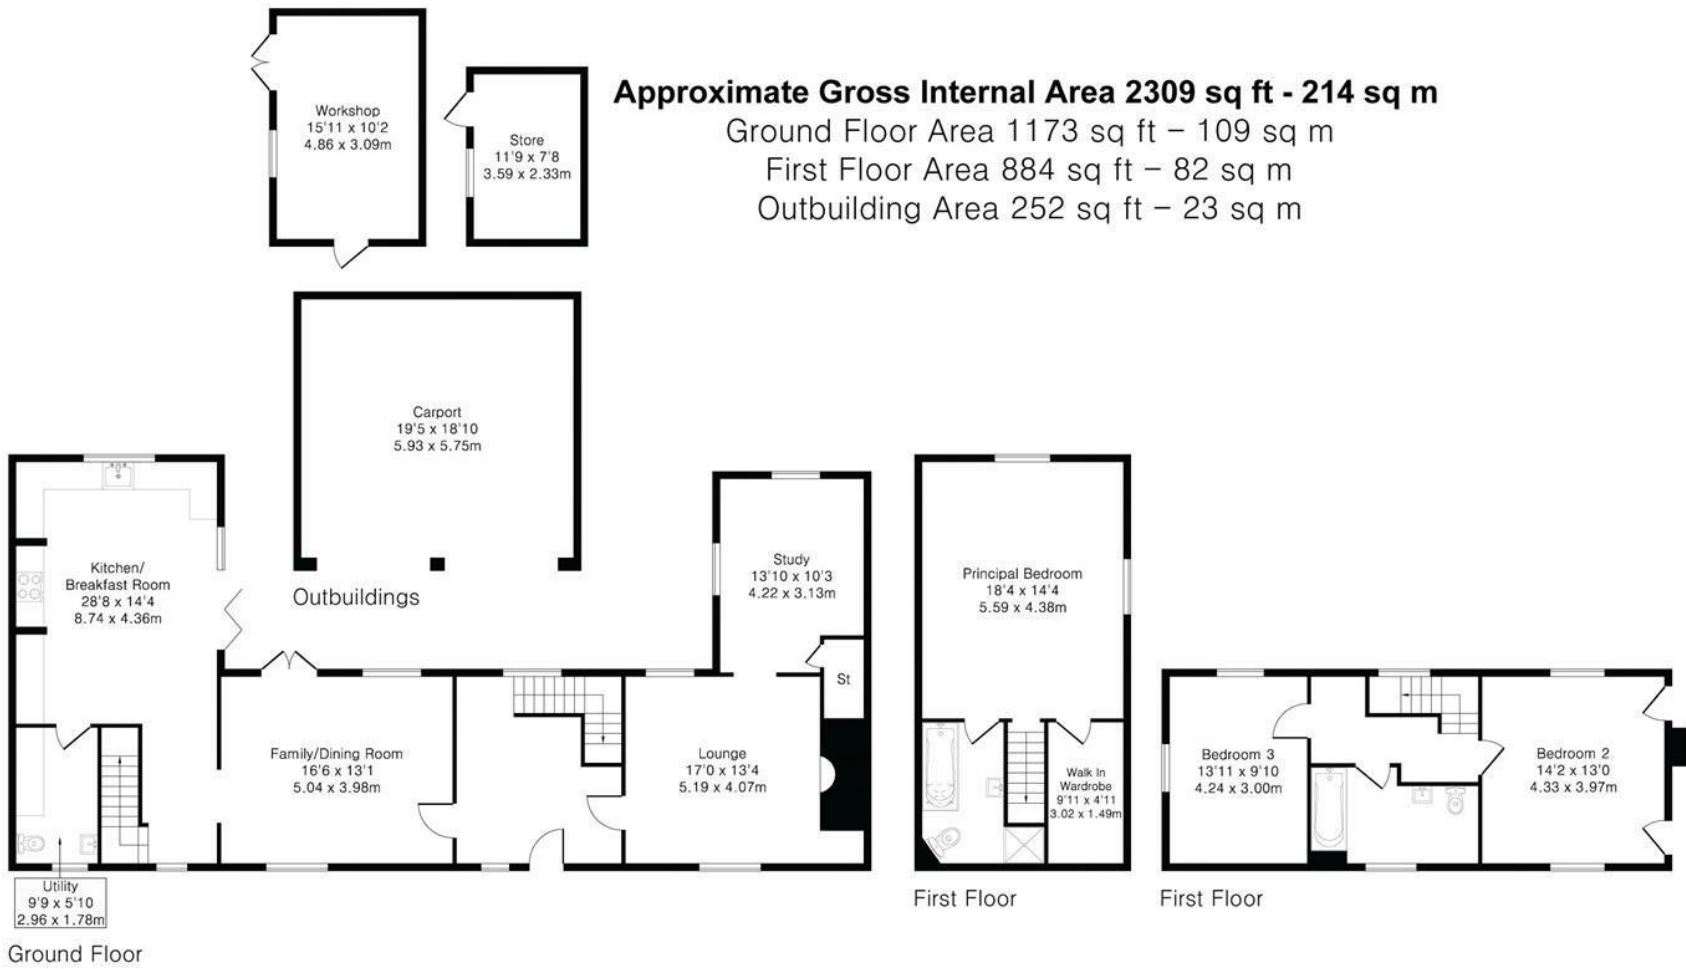 Approximate Gross Internal Area 2309 sq ft - 214 sq m
Ground Floor Area 1173 sq ft – 109 sq m
First Floor Area 884 sq ft – 82 sq m
Outbuilding Area 252 sq ft – 23 sq m
Workshop
15'11 x 10'2
4.86 x 3.09m
Store
11'9 x 7'8
3.59 x 2.33m
Carport
19'5 x 18'10
5.93 x 5.75m
Outbuildings
Kitchen/
Breakfast Room
28'8 x 14'4
8.74 x 4.36m
Study
13'10 x 10'3
4.22 x 3.13m
St
Family/Dining Room
16'6 x 13'1
5.04 x 3.98m
Lounge
17'0 x 13'4
5.19 x 4.07m
Utility
9'9 x 5'10
2.96 x 1.78m
Ground Floor
Principal Bedroom
18'4 x 14'4
5.59 x 4.38m
Walk In
Wardrobe
9'11 x 4'11
3.02 x 1.49m
First Floor
Bedroom 3
13'11 x 9'10
4.24 x 3.00m
Bedroom 2
14'2 x 13'0
4.33 x 3.97m
First Floor